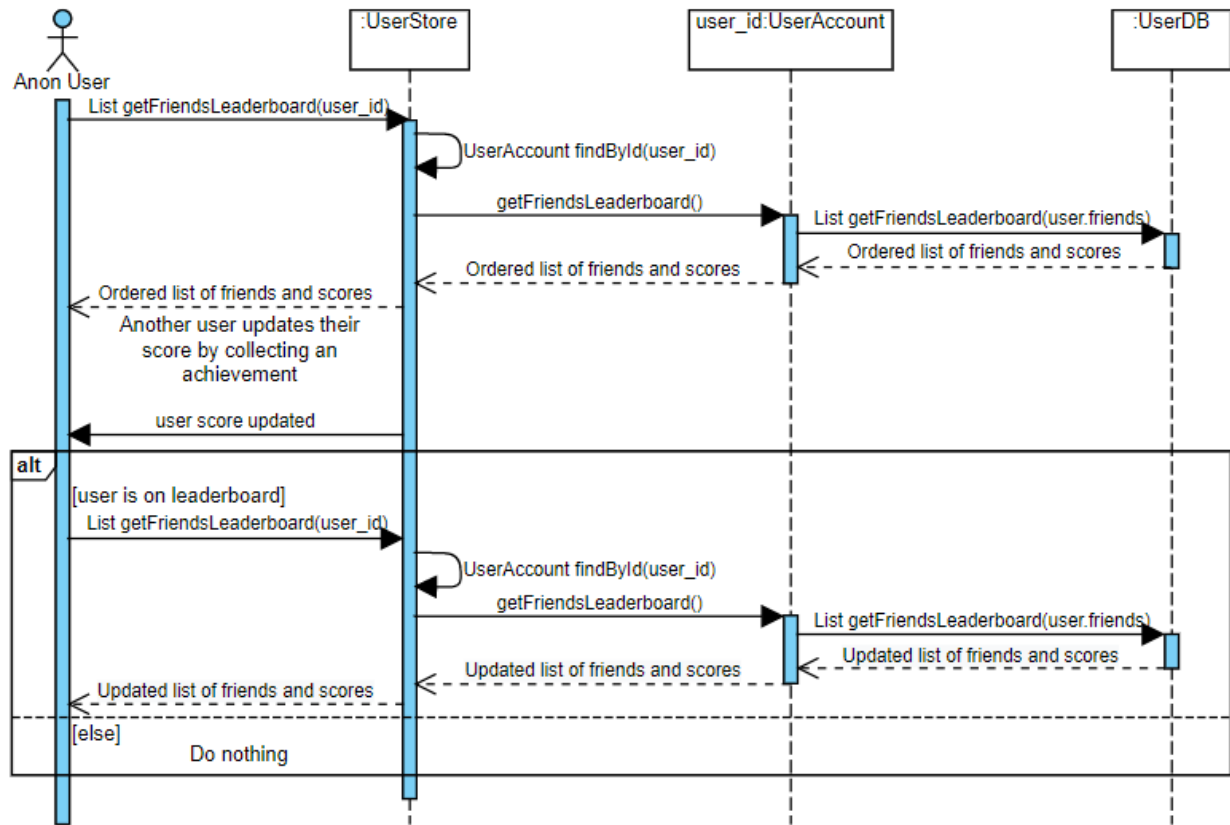 :UserStore
user_id:UserAccount
:UserDB
Anon User
List getFriendsLeaderboard(user_id)
UserAccount findById(user_id)
getFriendsLeaderboard()
List getFriendsLeaderboard(user.friends)
Ordered list of friends and scores
Ordered list of friends and scores
Ordered list of friends and scores
Another user updates their
score by collecting an
achievement
user score updated
alt
[user is on leaderboard]
List getFriendsLeaderboard(user_id)
UserAccount findById(user_id)
getFriendsLeaderboard()
List getFriendsLeaderboard(user.friends)
Updated list of friends and scores
Updated list of friends and scores
Updated list of friends and scores
[else]
Do nothing